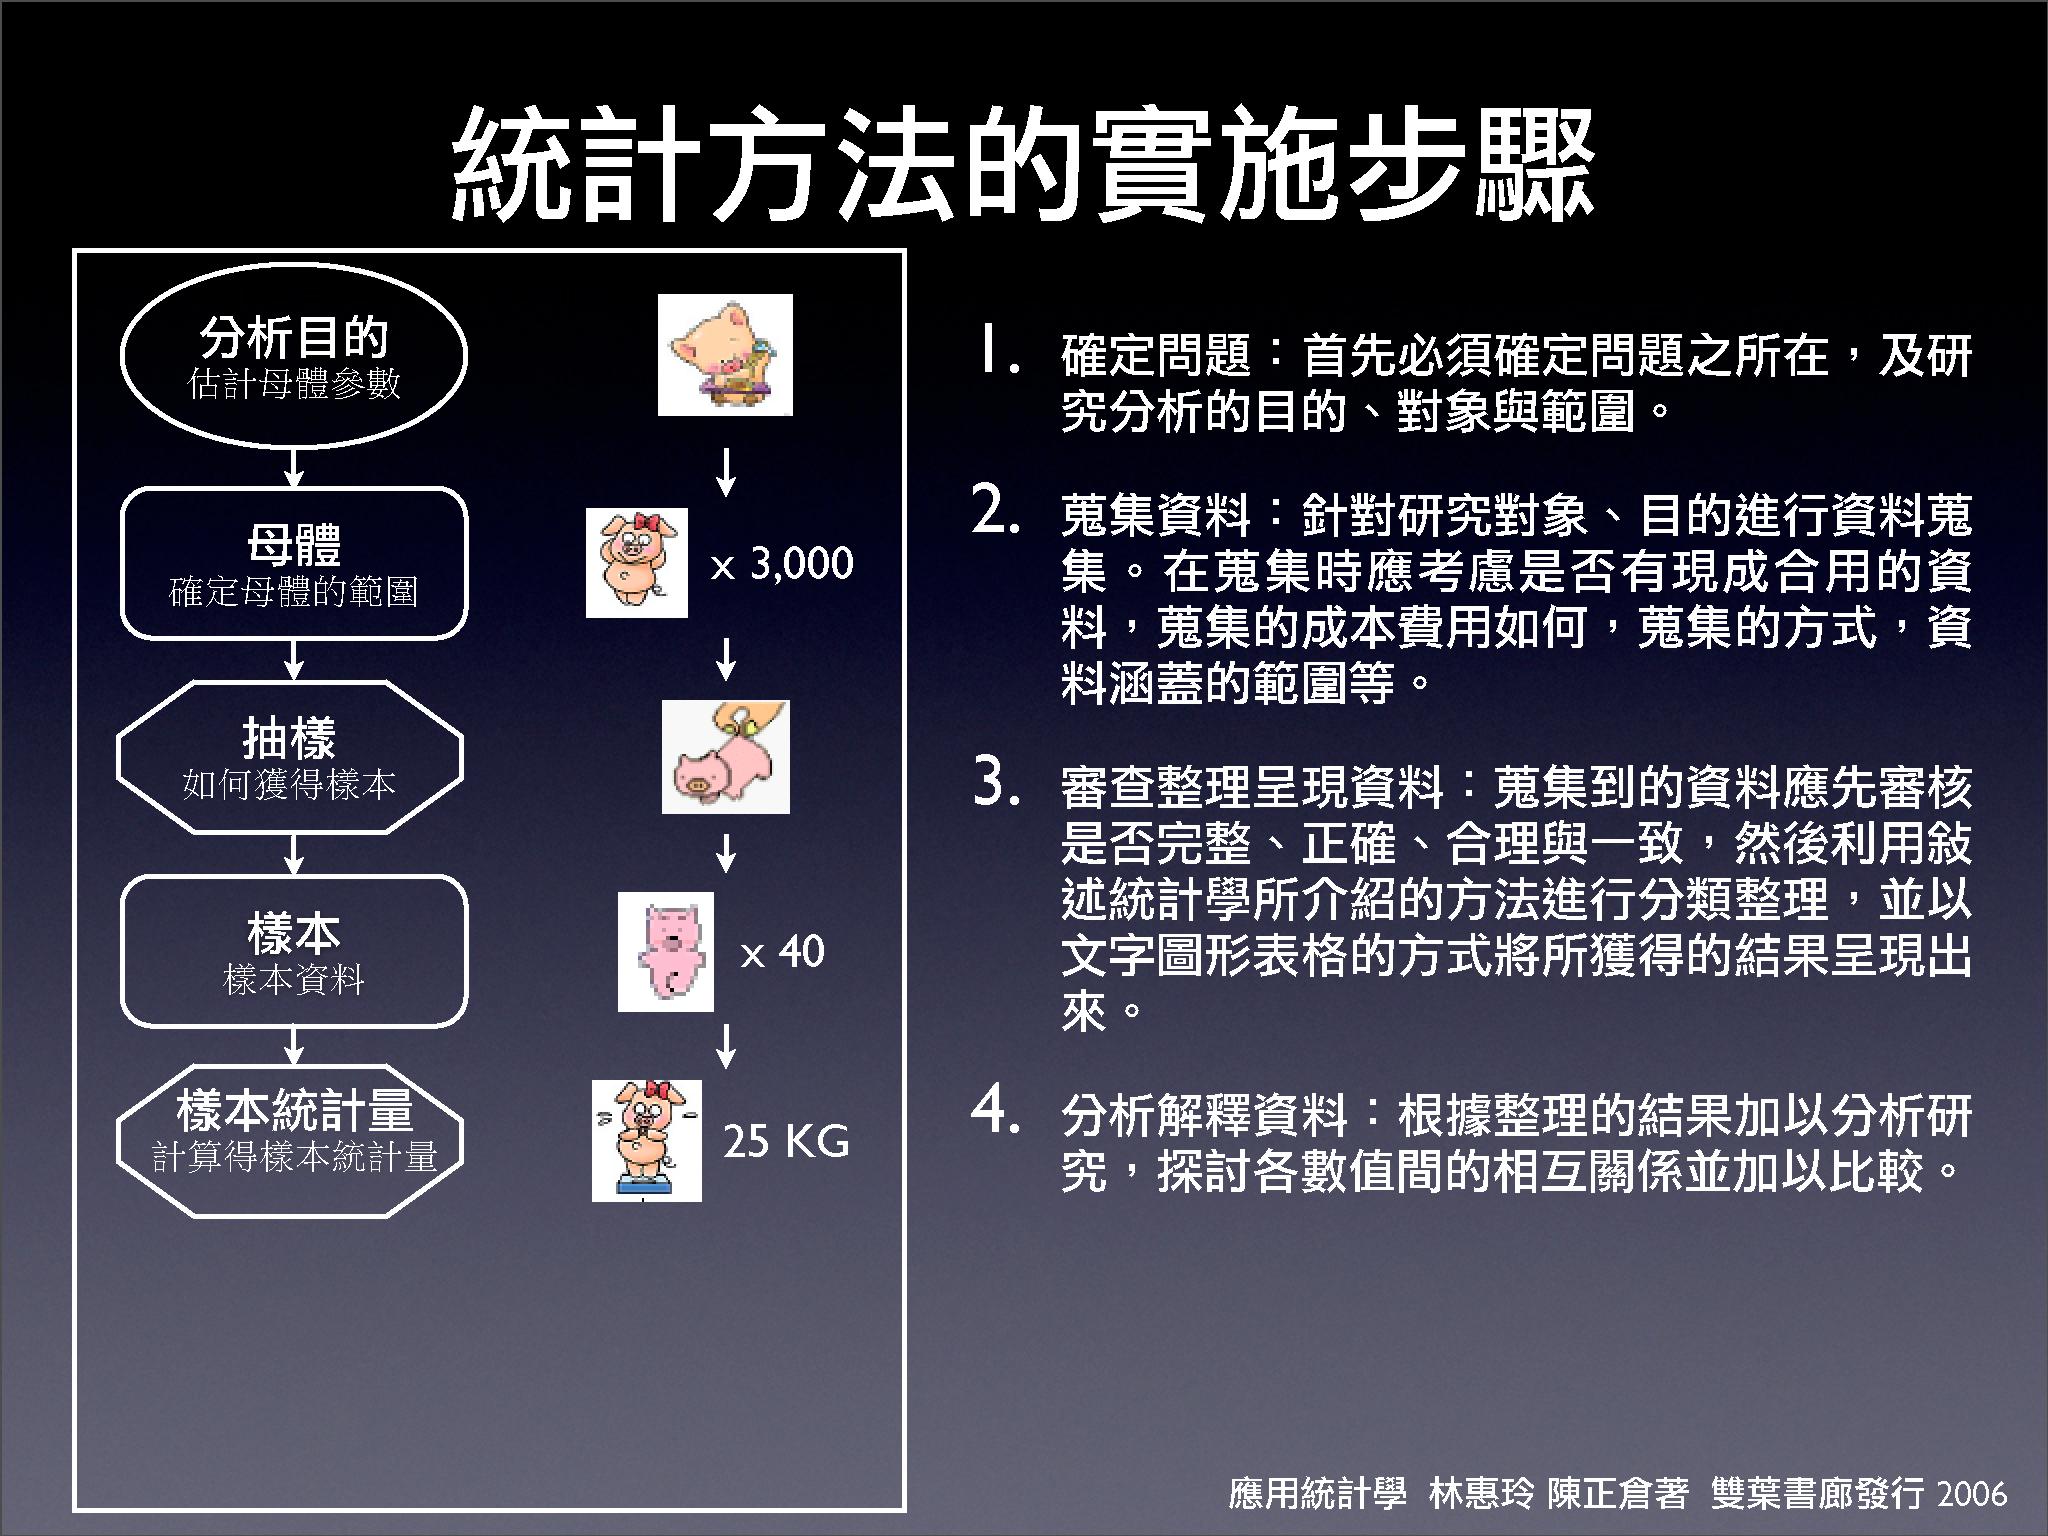 統計方法的實施步驟
分析目的
估計母體參數
母體
確定母體的範圍
x 3,000
抽樣
如何獲得樣本
樣本
樣本資料
x 40
樣本統計量
計算得樣本統計量
25 KG
1. 確定問題：首先必須確定問題之所在，及研
究分析的目的、對象與範圍。
2. 蒐集資料：針對研究對象、目的進行資料蒐
集。在蒐集時應考慮是否有現成合用的資
料，蒐集的成本費用如何，蒐集的方式，資
料涵蓋的範圍等。
3. 審查整理呈現資料：蒐集到的資料應先審核
是否完整、正確、合理與一致，然後利用敍
述統計學所介紹的方法進行分類整理，並以
文字圖形表格的方式將所獲得的結果呈現出
來。
4. 分析解釋資料：根據整理的結果加以分析研
究，探討各數值間的相互關係並加以比較。
應用統計學 林惠玲 陳正倉著 雙葉書廊發行 2006